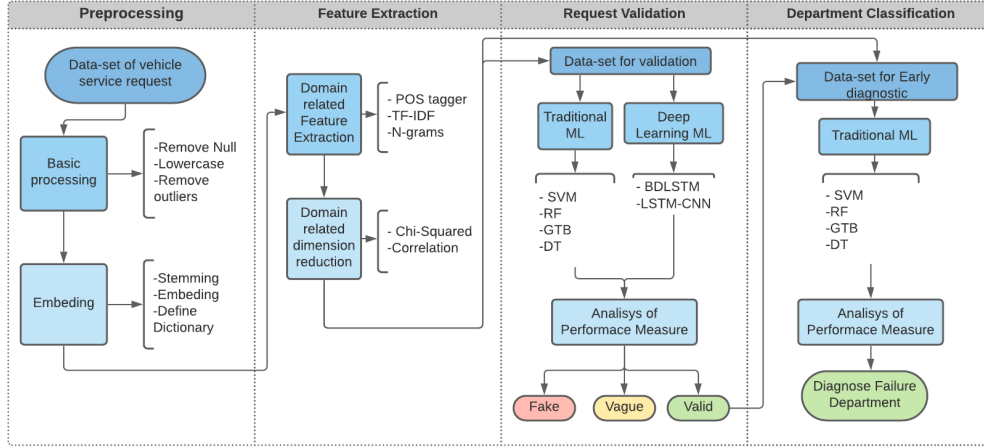 Preprocessing
Data-set of vehicle
service request
Basic
processing
-Remove Null
-Lowercase
-Remove
outliers
Embeding
-Stemming
-Embeding
-Define
Dictionary
Feature Extraction
Domain
related
Feature
Extraction
- POS tagger
-TF-IDF
-N-grams
Domain
related
dimension
reduction
- Chi-Squared
-Correlation
Request Validation
Data-set for validation
Traditional
ML
Deep
Learning ML
- SVM
-RF
-GTB
-DT
- BDLSTM
-LSTM-CNN
Analisys of
Performace Measure
Fake
Vague
Valid
Department Classification
Data-set for Early
diagnostic
Traditional ML
- SVM
-RF
-GTB
-DT
Analisys of
Performace Measure
Diagnose Failure
Department